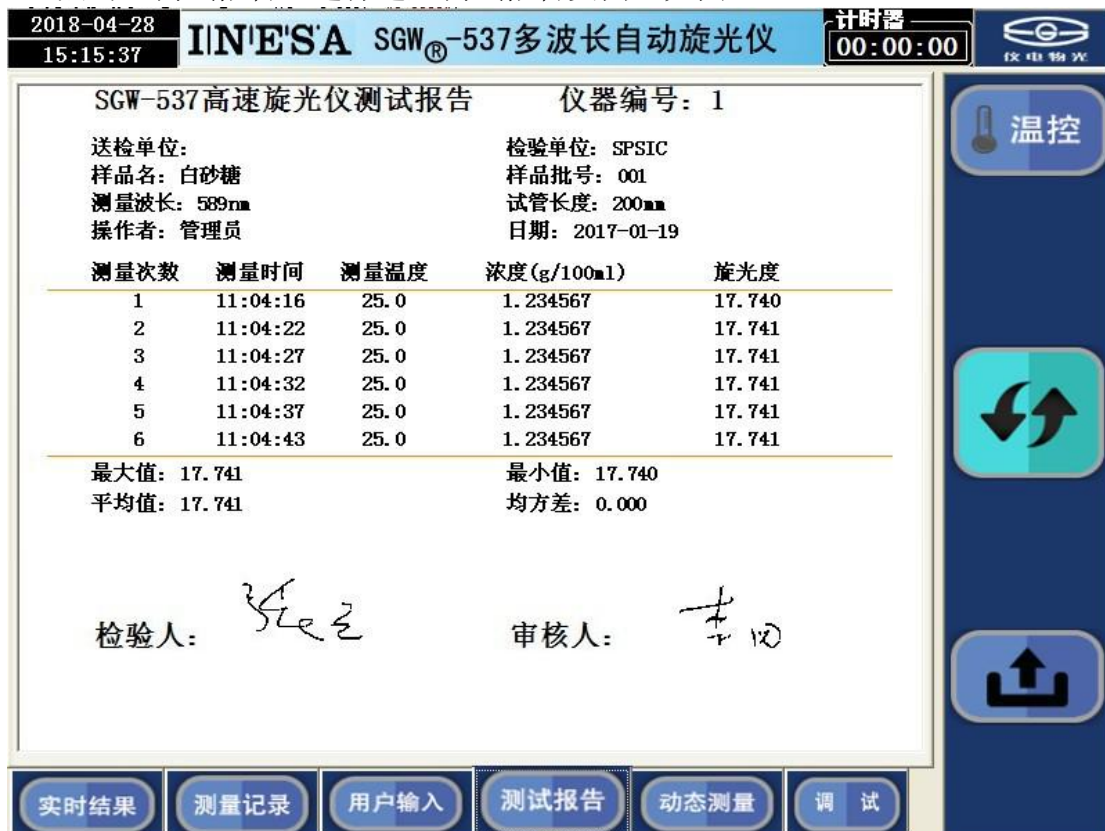 2018-04-28
15:15:37
INESA SGW®-537多波长自动旋光仪
计时器
00:00:00
仪电物光
SGW-537高速旋光仪测试报告 仪器编号: 1
温控
送检单位: 检验单位: SPSIC
样品名: 白砂糖 样品批号: 001
测量波长: 589nm 试管长度: 200mm
操作者: 管理员 日期: 2017-01-19
测量次数 测量时间 测量温度 浓度(g/100ml) 旋光度
1 11:04:16 25.0 1.234567 17.740
2 11:04:22 25.0 1.234567 17.741
3 11:04:27 25.0 1.234567 17.741
4 11:04:32 25.0 1.234567 17.741
5 11:04:37 25.0 1.234567 17.741
6 11:04:43 25.0 1.234567 17.741
最大值: 17.741 最小值: 17.740
平均值: 17.741 均方差: 0.000
检验人: 审核人:
实时结果 测量记录 用户输入 测试报告 动态测量 调 试